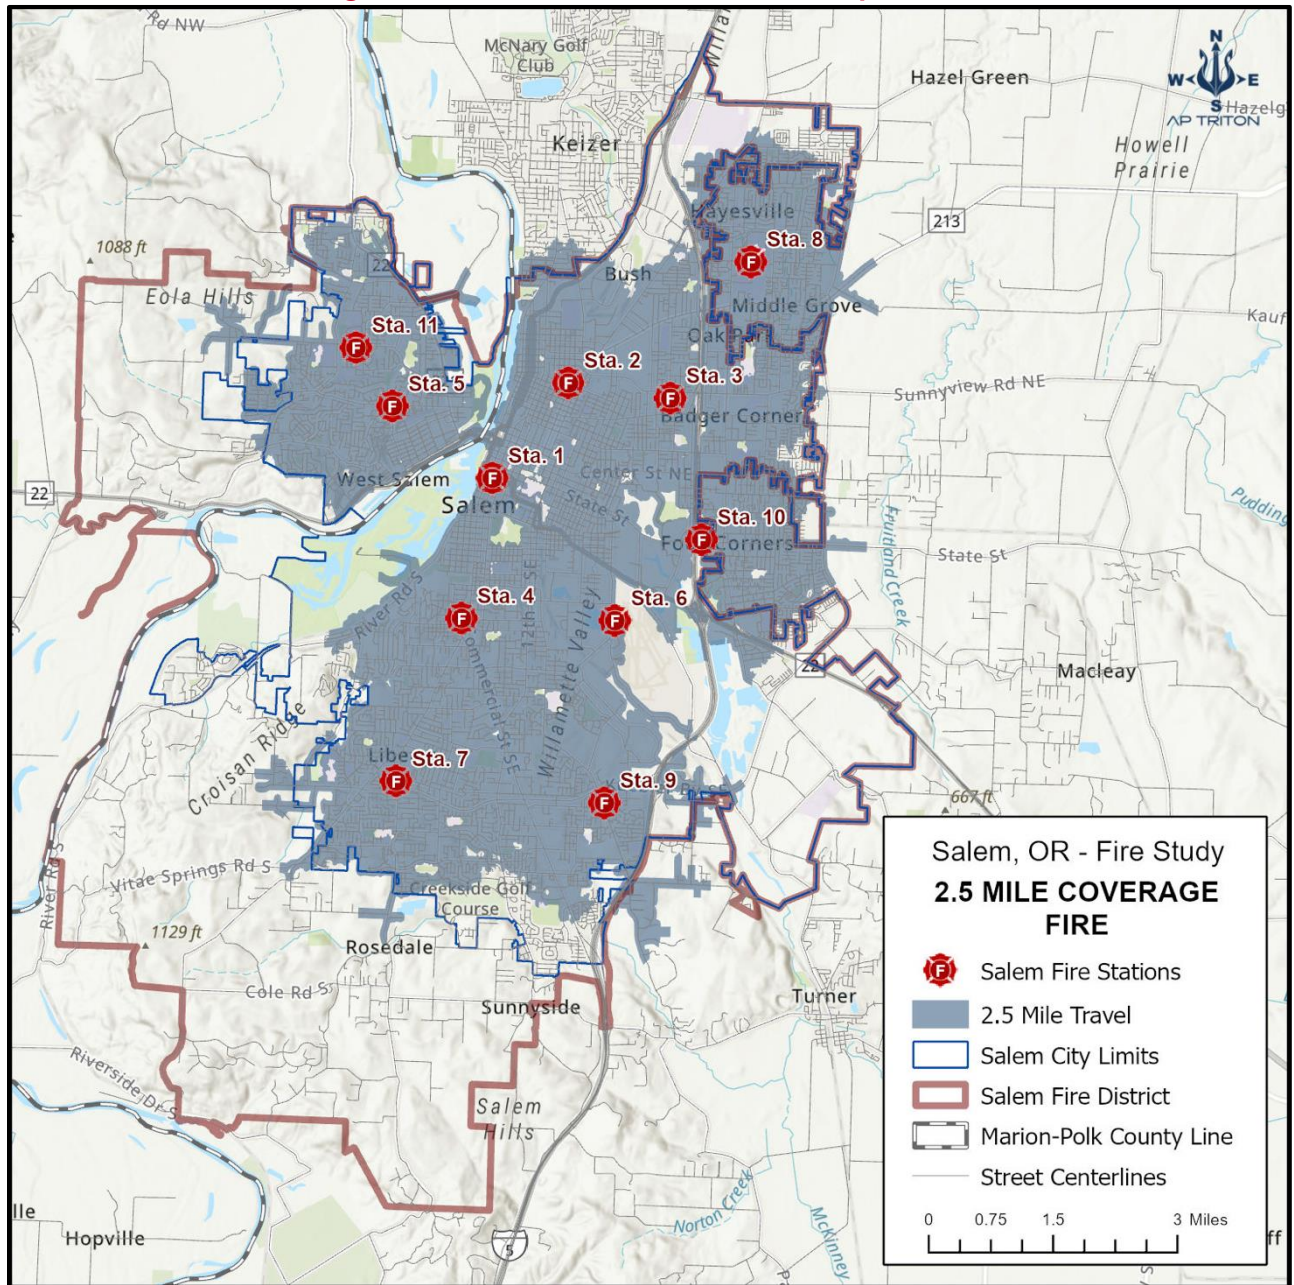 Rd NW
McNary Golf
Club
Hazel Green
N
W
E
S
AP TRITON
Hazelg
Keizer
Howell
Prairie
Hayesville
213
1088 ft
22
Sta. 8
Bush
Eola Hills
Middle Grove
Kauf
Sta. 11
Oak Park
Sta. 2
Sta. 3
Sta. 5
Sunnyview Rd NE
Badger Corner
Sta. 1
Center St NE
West Salem
22
Salem
State St
Pudding
Sta. 10
Four Corners
State St
Fruitland Creek
River Rd S
Sta. 4
12th St SE
Sta. 6
22
Macleay
Commercial St SE
Willamette Valley
Croisan Ridge
Libe
Sta. 7
Sta. 9
667 ft
River Rd S
Vitae Springs Rd S
Creekside Golf
Course
1129 ft
Rosedale
Cole Rd S
Sunnyside
Turner
Riverside Dr S
Salem
Hills
lle
Hopville
5
Norton Creek
McKinney
ff
Salem, OR - Fire Study
2.5 MILE COVERAGE
FIRE
F Salem Fire Stations
2.5 Mile Travel
Salem City Limits
Salem Fire District
Marion-Polk County Line
Street Centerlines
0 0.75 1.5 3 Miles